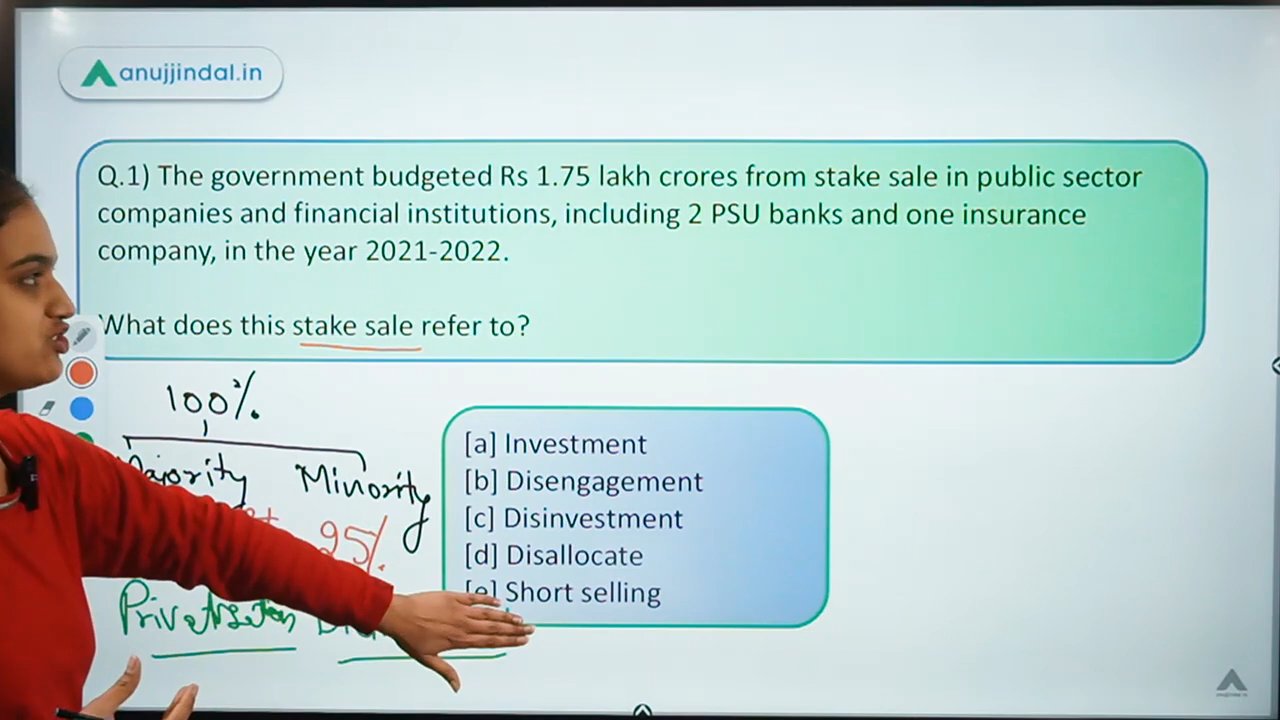 anujjindal.in
Q.1) The government budgeted Rs 1.75 lakh crores from stake sale in public sector
companies and financial institutions, including 2 PSU banks and one insurance
company, in the year 2021-2022.
What does this stake sale refer to?
100%
Majority Minority
25%
[a] Investment
[b] Disengagement
[c] Disinvestment
[d] Disallocate
[e] Short selling